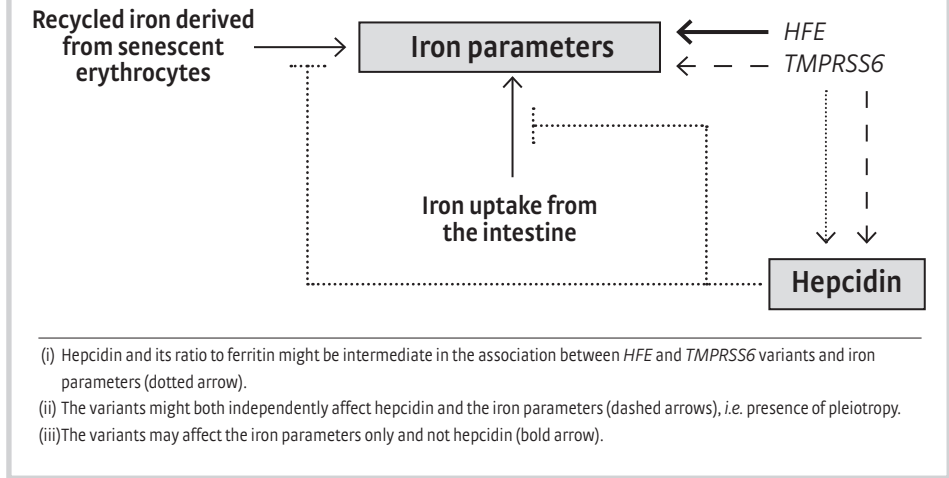 Recycled iron derived
from senescent
erythrocytes
Iron parameters
HFE
TMPRSS6
Iron uptake from
the intestine
Hepcidin
(i) Hepcidin and its ratio to ferritin might be intermediate in the association between HFE and TMPRSS6 variants and iron
parameters (dotted arrow).
(ii) The variants might both independently affect hepcidin and the iron parameters (dashed arrows), i.e. presence of pleiotropy.
(iii)The variants may affect the iron parameters only and not hepcidin (bold arrow).